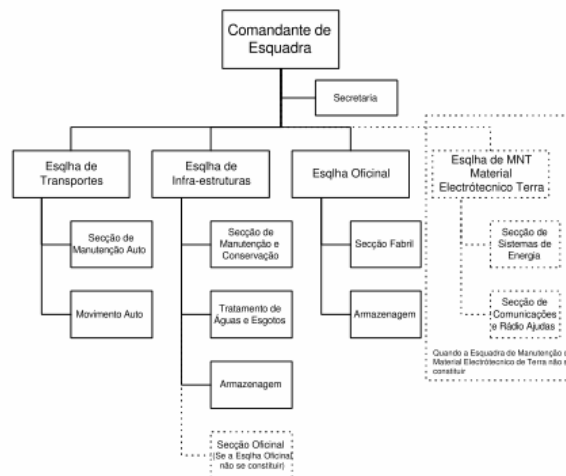 Comandante de
Esquadra
Secretaria
Esqlha de
Transportes
Esqlha de
Infra-estruturas
Esqlha Oficinal
Esqlha de MNT
Material
Electrótecnico Terra
Secção de
Manutenção Auto
Secção de
Manutenção e
Conservação
Secção Fabril
Secção de
Sistemas de
Energia
Movimento Auto
Tratamento de
Águas e Esgotos
Armazenagem
Secção de
Comunicações
e Rádio Ajudas
Quando a Esquadra de Manutenção d
Material Electrótecnico de Terra não s
constituir
Armazenagem
Secção Oficinal
(Se a Esqlha Oficinal
não se constituir)